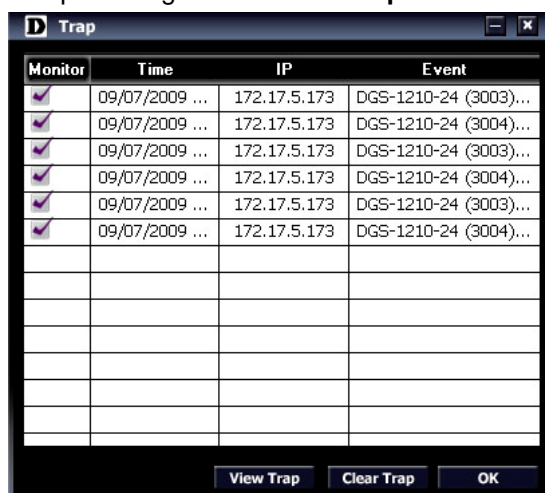 D Trap
Monitor Time IP Event
09/07/2009 ... 172.17.5.173 DGS-1210-24 (3003)...
09/07/2009 ... 172.17.5.173 DGS-1210-24 (3004)...
09/07/2009 ... 172.17.5.173 DGS-1210-24 (3003)...
09/07/2009 ... 172.17.5.173 DGS-1210-24 (3004)...
09/07/2009 ... 172.17.5.173 DGS-1210-24 (3003)...
09/07/2009 ... 172.17.5.173 DGS-1210-24 (3004)...
View Trap Clear Trap OK